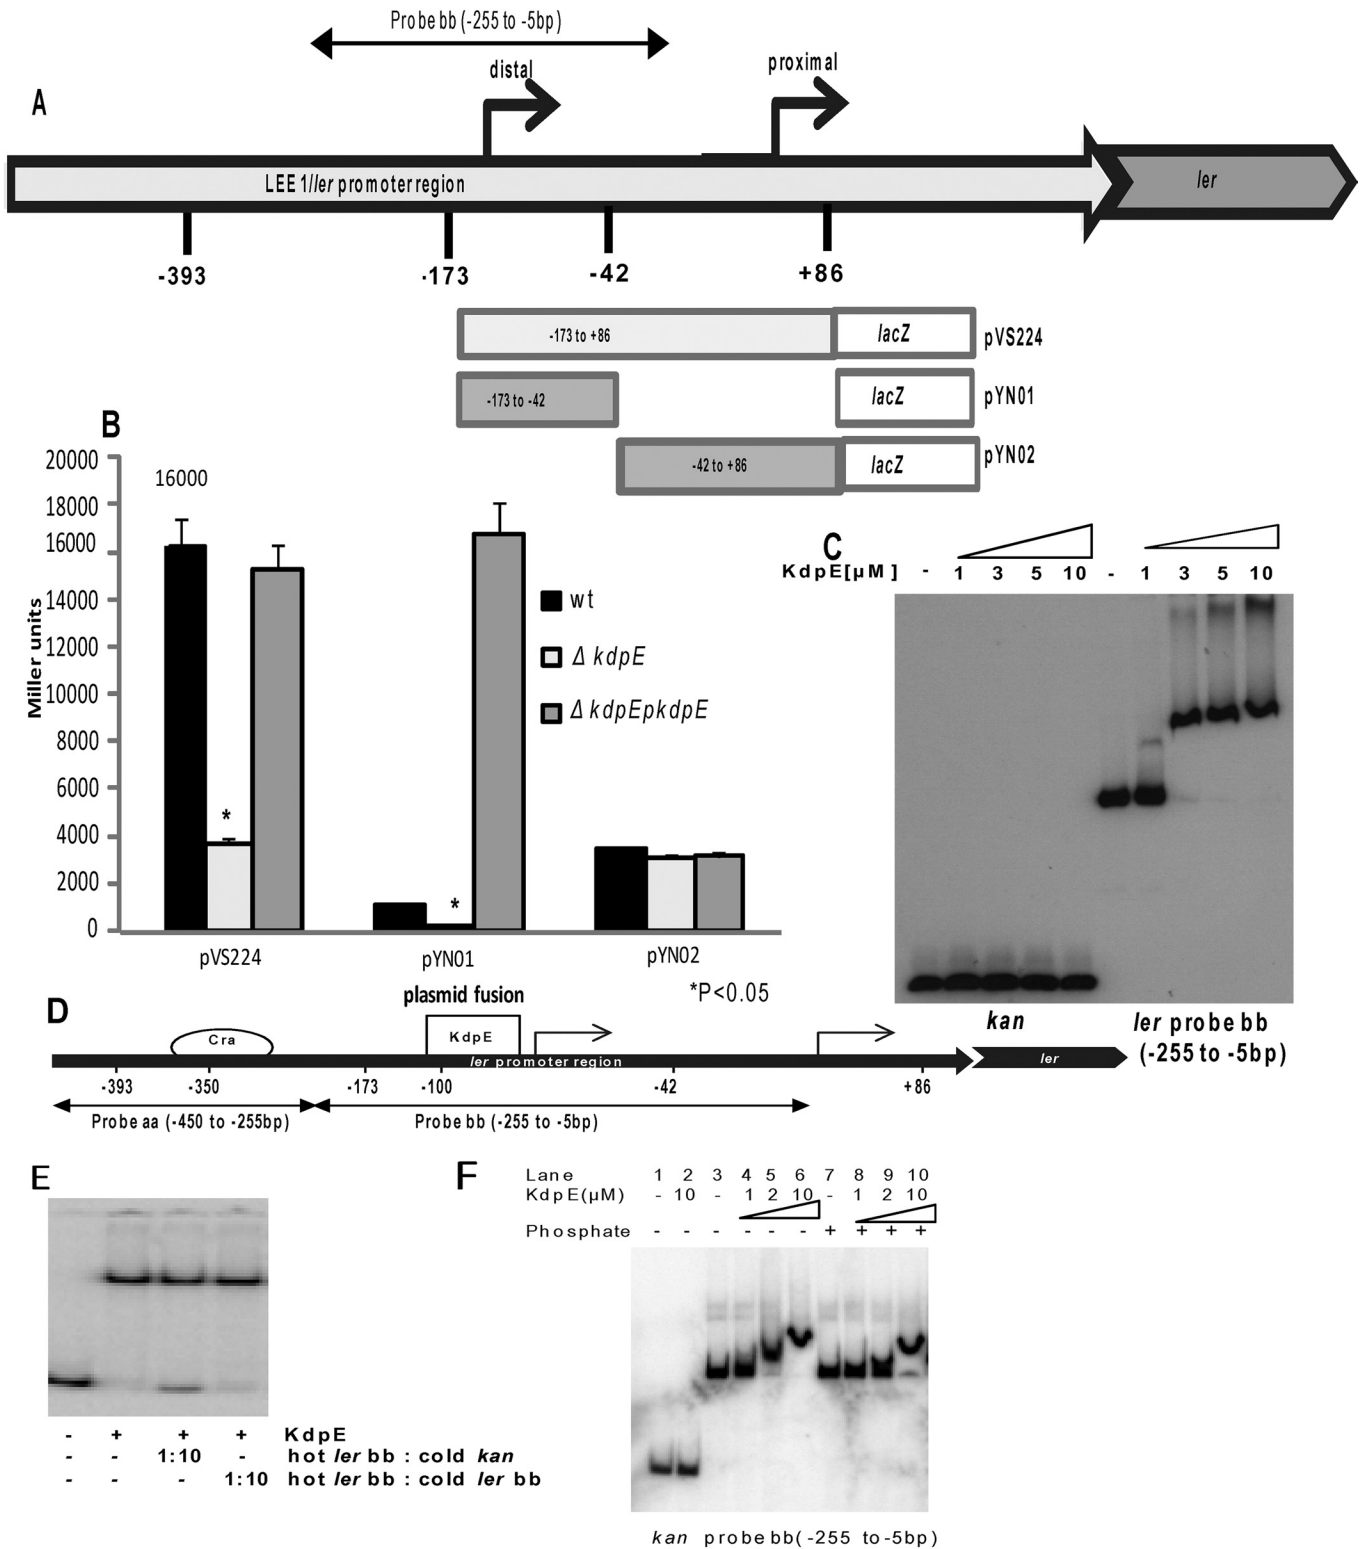 Probe bb (-255 to -5bp)
distal
proximal
A
LEE 1/ler promoter region
ler
-393
-173
-42
+86
-173 to +86
lacZ
pVS224
-173 to -42
lacZ
pYN01
-42 to +86
lacZ
pYN02
B
20000
18000
16000
14000
12000
10000
8000
6000
4000
2000
0
Miller units
16000
*
*
wt
Δ kdpE
Δ kdpEpkdpE
pVS224
pYN01
pYN02
plasmid fusion
*P<0.05
C
KdpE[µM] - 1 3 5 10 - 1 3 5 10
kan
ler probe bb
(-255 to -5bp)
D
Cra
KdpE
ler promoter region
ler
-393
-350
-173
-100
-42
+86
Probe aa (-450 to -255bp)
Probe bb (-255 to -5bp)
E
- + + + KdpE
- - 1:10 - hot ler bb : cold kan
- - - 1:10 hot ler bb : cold ler bb
F
Lane 1 2 3 4 5 6 7 8 9 10
KdpE(µM) - 10 - 1 2 10 - 1 2 10
Phosphate - - - - - - + + + +
kan probe bb( -255 to -5bp)